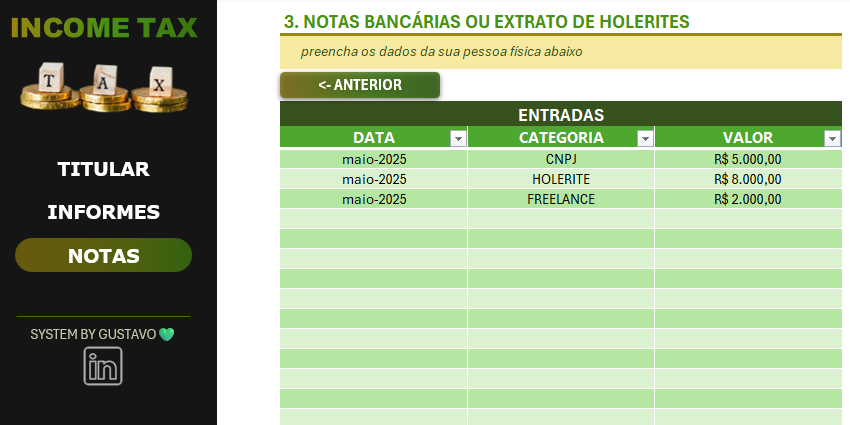 INCOME TAX
T A X
TITULAR
INFORMES
NOTAS
SYSTEM BY GUSTAVO
in
3. NOTAS BANCÁRIAS OU EXTRATO DE HOLERITES
preencha os dados da sua pessoa física abaixo
<- ANTERIOR
ENTRADAS
DATA CATEGORIA VALOR
maio-2025 CNPJ R$ 5.000,00
maio-2025 HOLERITE R$ 8.000,00
maio-2025 FREELANCE R$ 2.000,00